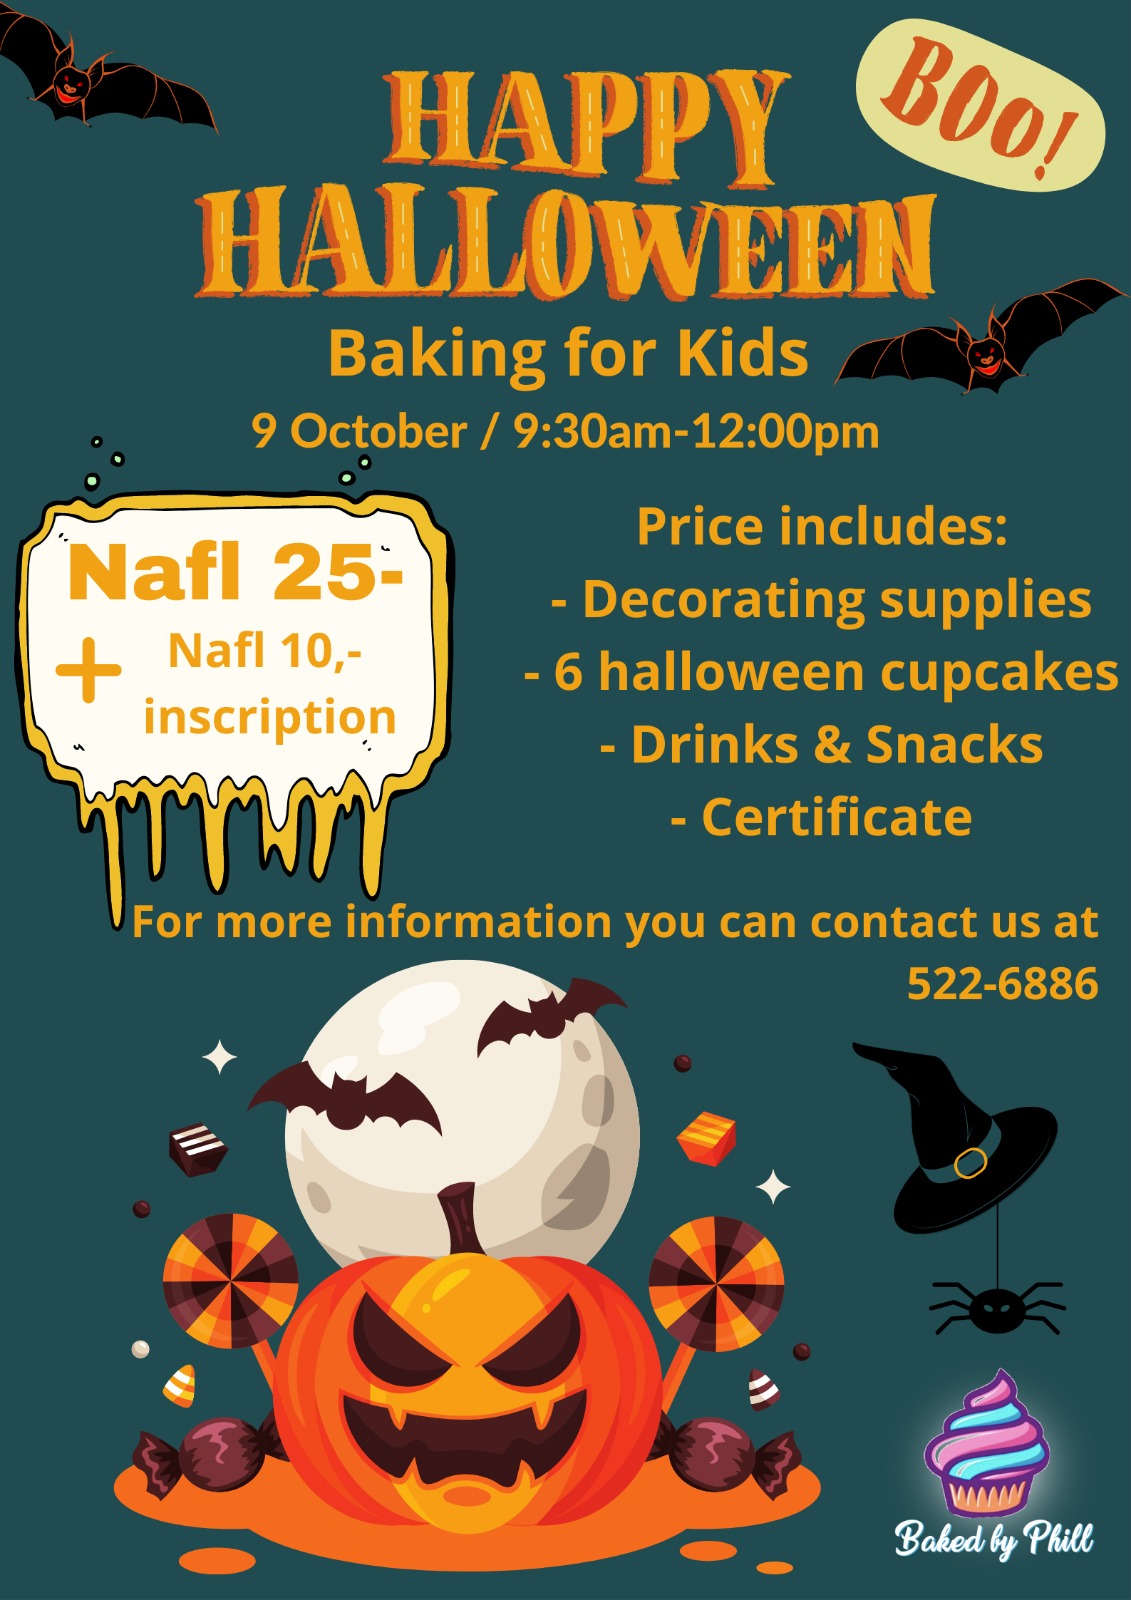 HAPPY
HALLOWEEN
BOO!
Baking for Kids
9 October / 9:30am-12:00pm
Nafl 25-
+ Nafl 10,-
inscription
Price includes:
- Decorating supplies
- 6 halloween cupcakes
- Drinks & Snacks
- Certificate
For more information you can contact us at
522-6886
Baked by Phill